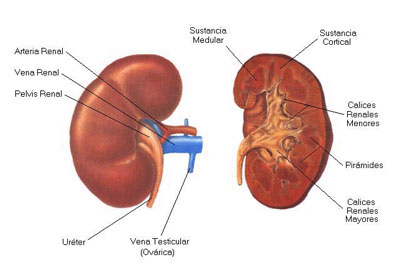 Arteria Renal
Vena Renal
Pelvis Renal
Uréter
Vena Testicular
(Ovárica)
Sustancia
Medular
Sustancia
Cortical
Calices
Renales
Menores
Pirámides
Calices
Renales
Mayores